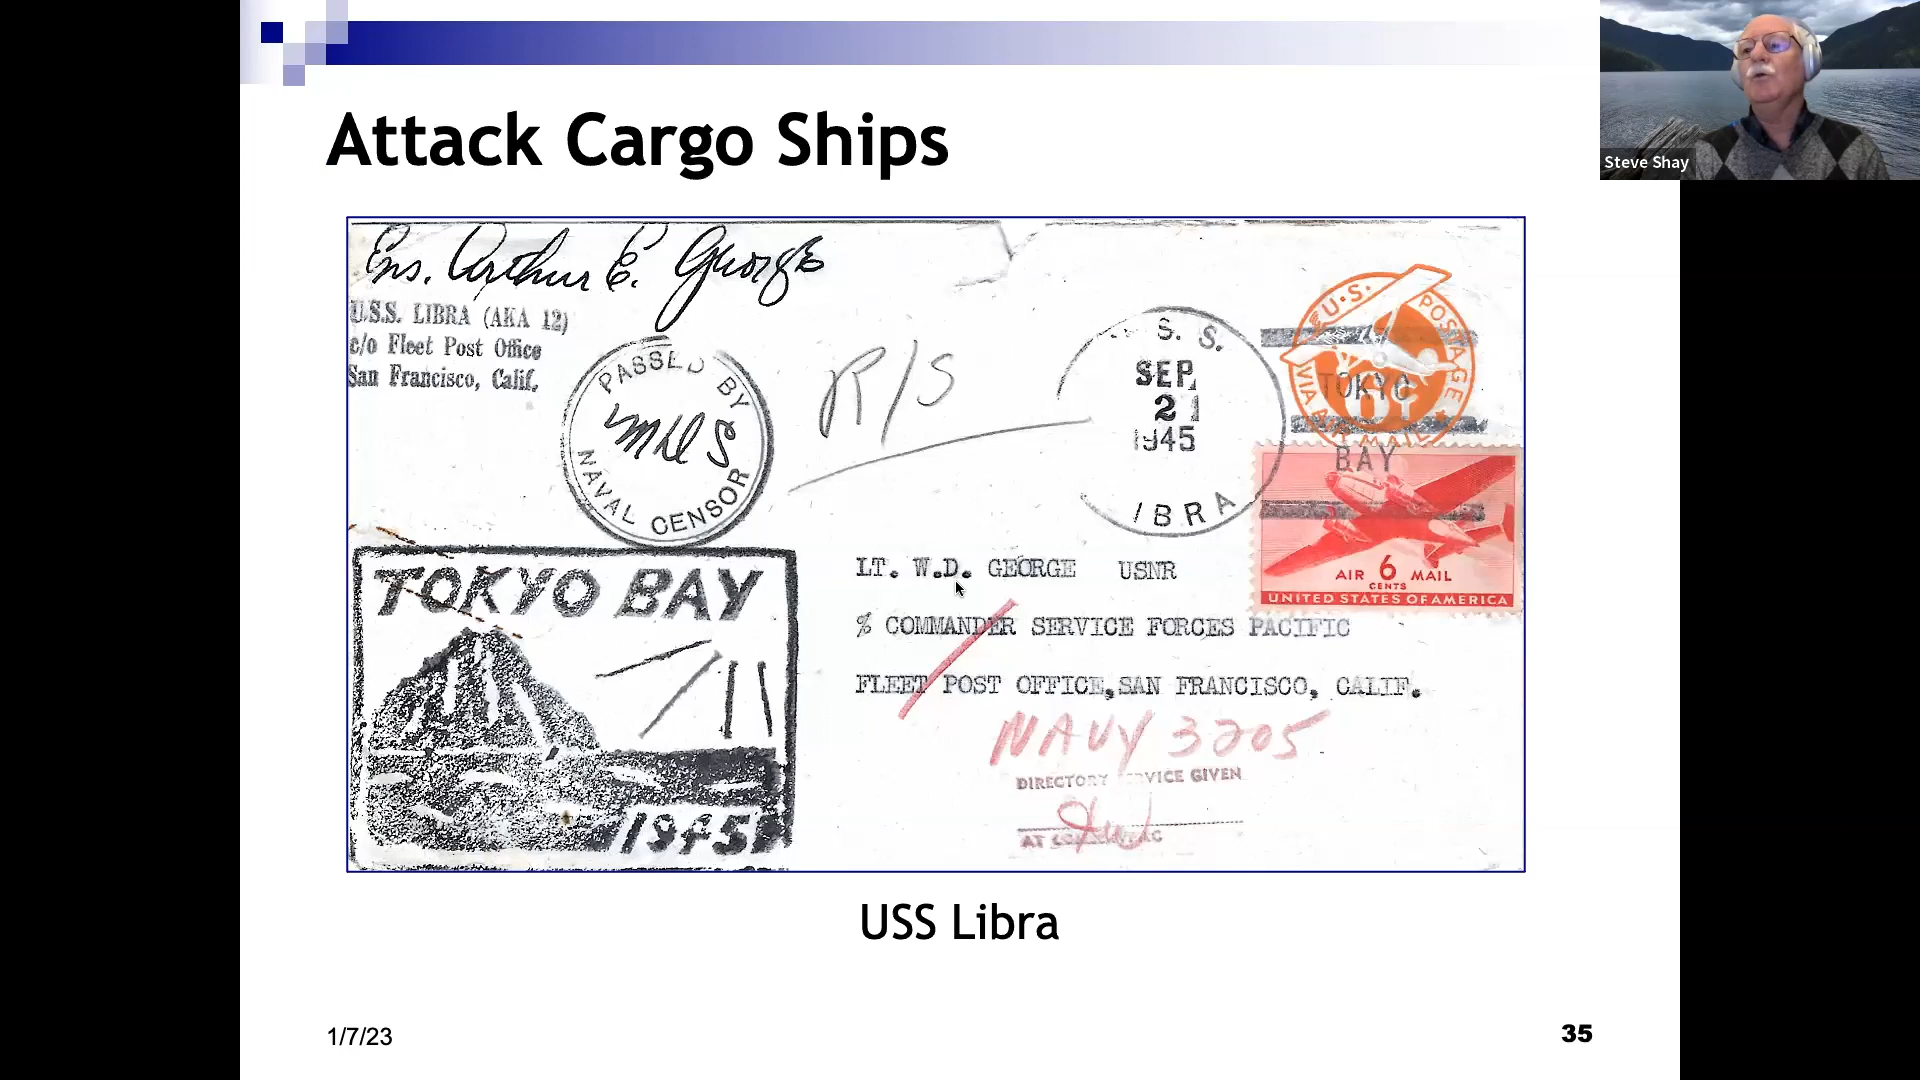 Attack Cargo Ships
Steve Shay
Ens. Arthur E. George
U.S.S. LIBRA (AKA 12)
c/o Fleet Post Office
San Francisco, Calif.
PASSED BY
NAVAL CENSOR
R/S
S. S.
SEP
1945
IBRA
U.S. POSTAGE
VIA AIR MAIL
6¢
TOKYO
BAY
AIR 6 MAIL
CENTS
UNITED STATES OF AMERICA
TOKYO BAY
1945
LT. W.D. GEORGE USNR
% COMMANDER SERVICE FORCES PACIFIC
FLEET POST OFFICE, SAN FRANCISCO, CALIF.
NAVY 3205
DIRECTORY SERVICE GIVEN
AT
USS Libra
1/7/23
35